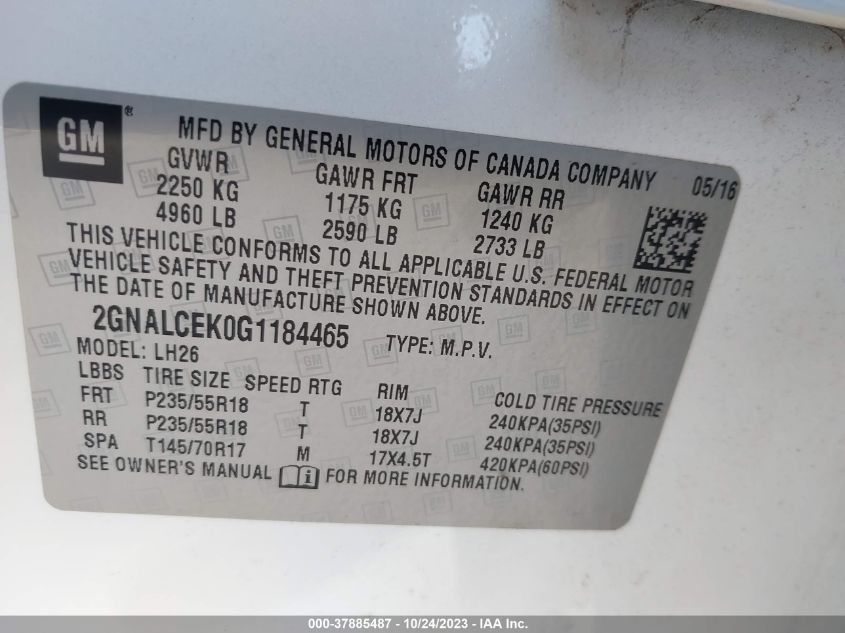 GM ®
MFD BY GENERAL MOTORS OF CANADA COMPANY 05/16
GVWR GAWR FRT GAWR RR
2250 KG 1175 KG 1240 KG
4960 LB 2590 LB 2733 LB
THIS VEHICLE CONFORMS TO ALL APPLICABLE U.S. FEDERAL MOTOR
VEHICLE SAFETY AND THEFT PREVENTION STANDARDS IN EFFECT ON
THE DATE OF MANUFACTURE SHOWN ABOVE.
2GNALCEK0G1184465 TYPE: M.P.V.
MODEL: LH26
LBBS TIRE SIZE SPEED RTG RIM COLD TIRE PRESSURE
FRT P235/55R18 T 18X7J 240KPA(35PSI)
RR P235/55R18 T 18X7J 240KPA(35PSI)
SPA T145/70R17 M 17X4.5T 420KPA(60PSI)
SEE OWNER'S MANUAL FOR MORE INFORMATION.
000-37885487 - 10/24/2023 - IAA Inc.